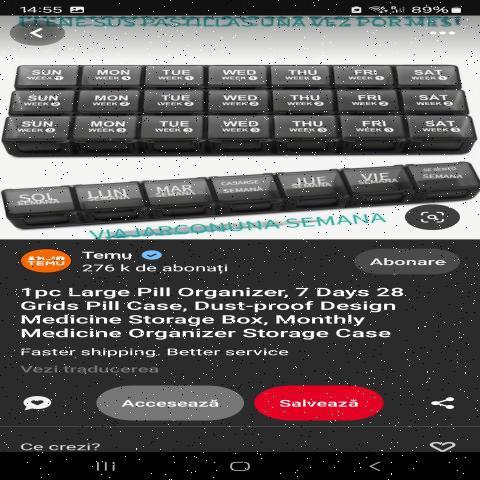 14:55 89%
LLENE SUS PASTILLAS UNA VEZ POR MES!
SUN MON TUE WED THU FRI SAT
WEEK 1 WEEK 1 WEEK 1 WEEK 1 WEEK 1 WEEK 1 WEEK 1
SUN MON TUE WED THU FRI SAT
WEEK 2 WEEK 2 WEEK 2 WEEK 2 WEEK 2 WEEK 2 WEEK 2
SUN MON TUE WED THU FRI SAT
WEEK 3 WEEK 3 WEEK 3 WEEK 3 WEEK 3 WEEK 3 WEEK 3
SOL LUN MAR CASARSE JUE VIE
SEMANA SEMANA SEMANA SEMANA SEMANA SEMANA SEMANA
VIAJAR CON UNA SEMANA
TEMU
Temu
276 k de abonați
Abonare
1pc Large Pill Organizer, 7 Days 28
Grids Pill Case, Dust-proof Design
Medicine Storage Box, Monthly
Medicine Organizer Storage Case
Faster shipping. Better service
Vezi traducerea
Accesează
Salvează
Ce crezi?